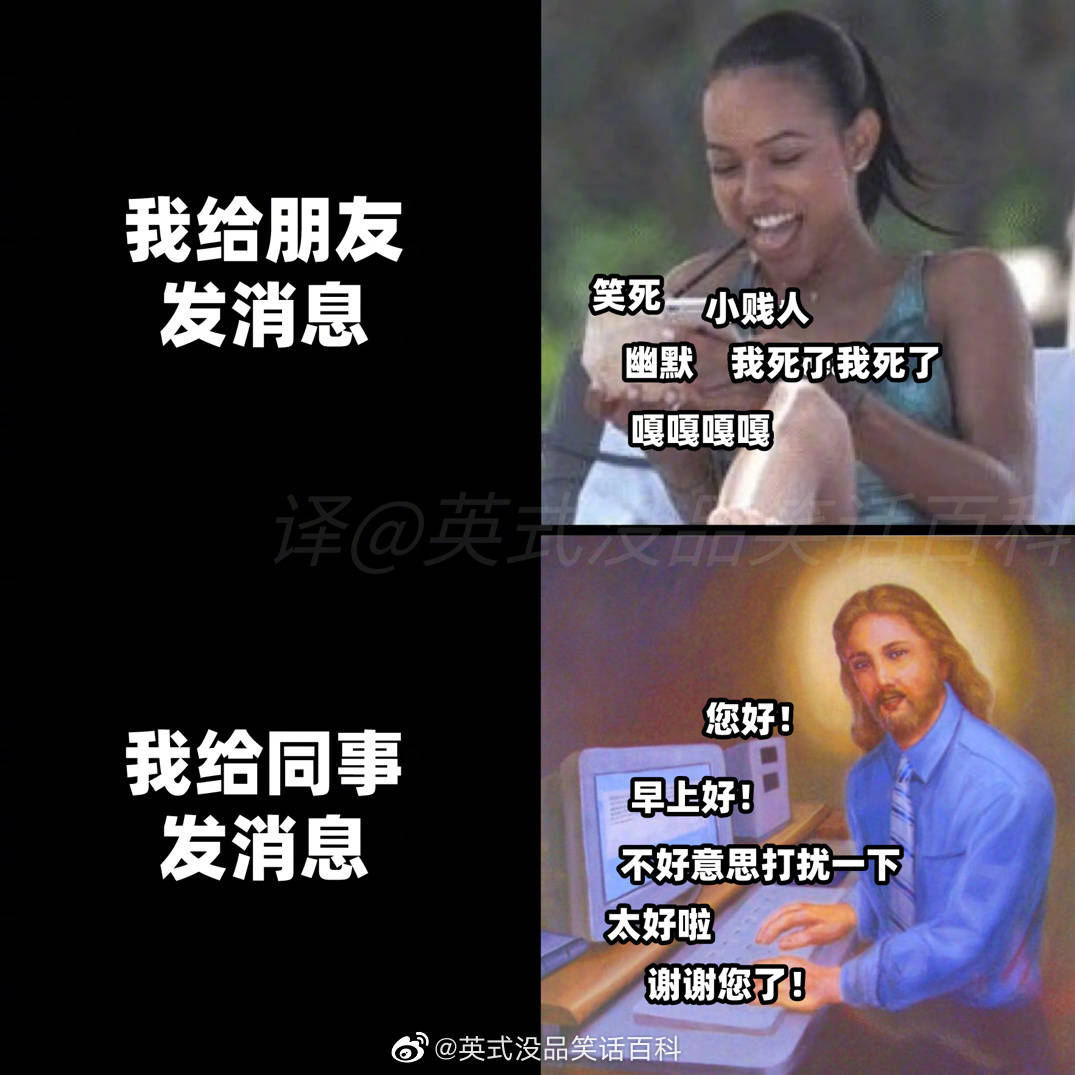 我给朋友
发消息
笑死
小贱人
幽默
我死了我死了
嘎嘎嘎嘎
译@英式没品笑话百科
我给同事
发消息
您好！
早上好！
不好意思打扰一下
太好啦
谢谢您了！
@英式没品笑话百科